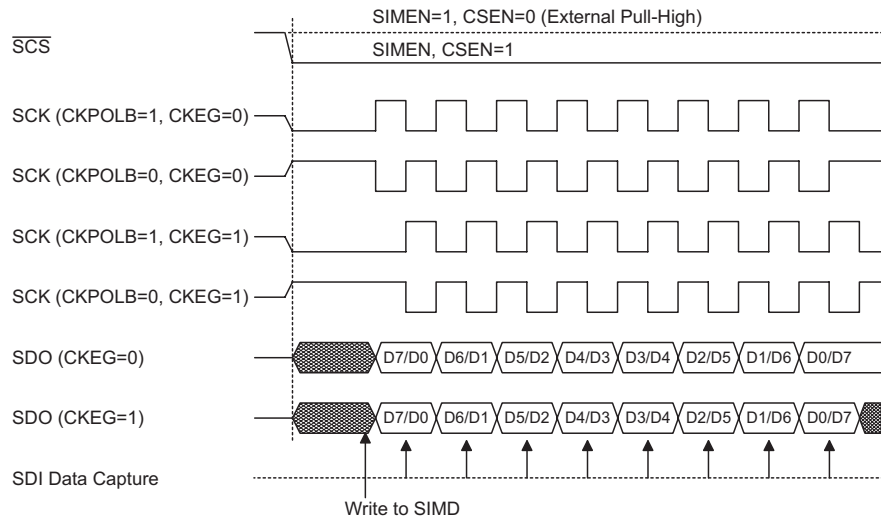 SIMEN=1, CSEN=0 (External Pull-High)
SCS
SIMEN, CSEN=1
SCK (CKPOLB=1, CKEG=0)
SCK (CKPOLB=0, CKEG=0)
SCK (CKPOLB=1, CKEG=1)
SCK (CKPOLB=0, CKEG=1)
SDO (CKEG=0) D7/D0 D6/D1 D5/D2 D4/D3 D3/D4 D2/D5 D1/D6 D0/D7
SDO (CKEG=1) D7/D0 D6/D1 D5/D2 D4/D3 D3/D4 D2/D5 D1/D6 D0/D7
SDI Data Capture
Write to SIMD